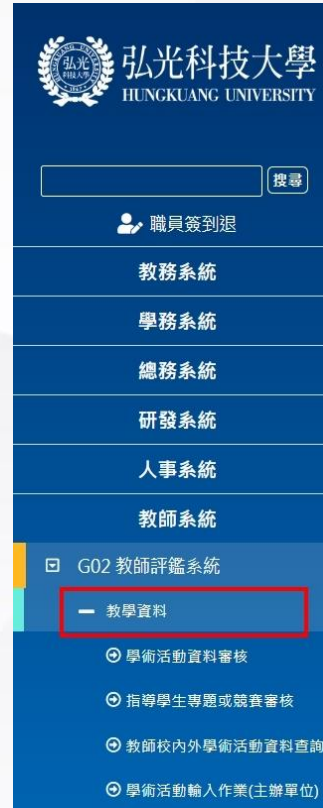 弘光科技大學
HUNGKUANG UNIVERSITY
搜尋
職員簽到退
教務系統
學務系統
總務系統
研發系統
人事系統
教師系統
G02 教師評鑑系統
教學資料
學術活動資料審核
指導學生專題或競賽審核
教師校內外學術活動資料查詢
學術活動輸入作業(主辦單位)